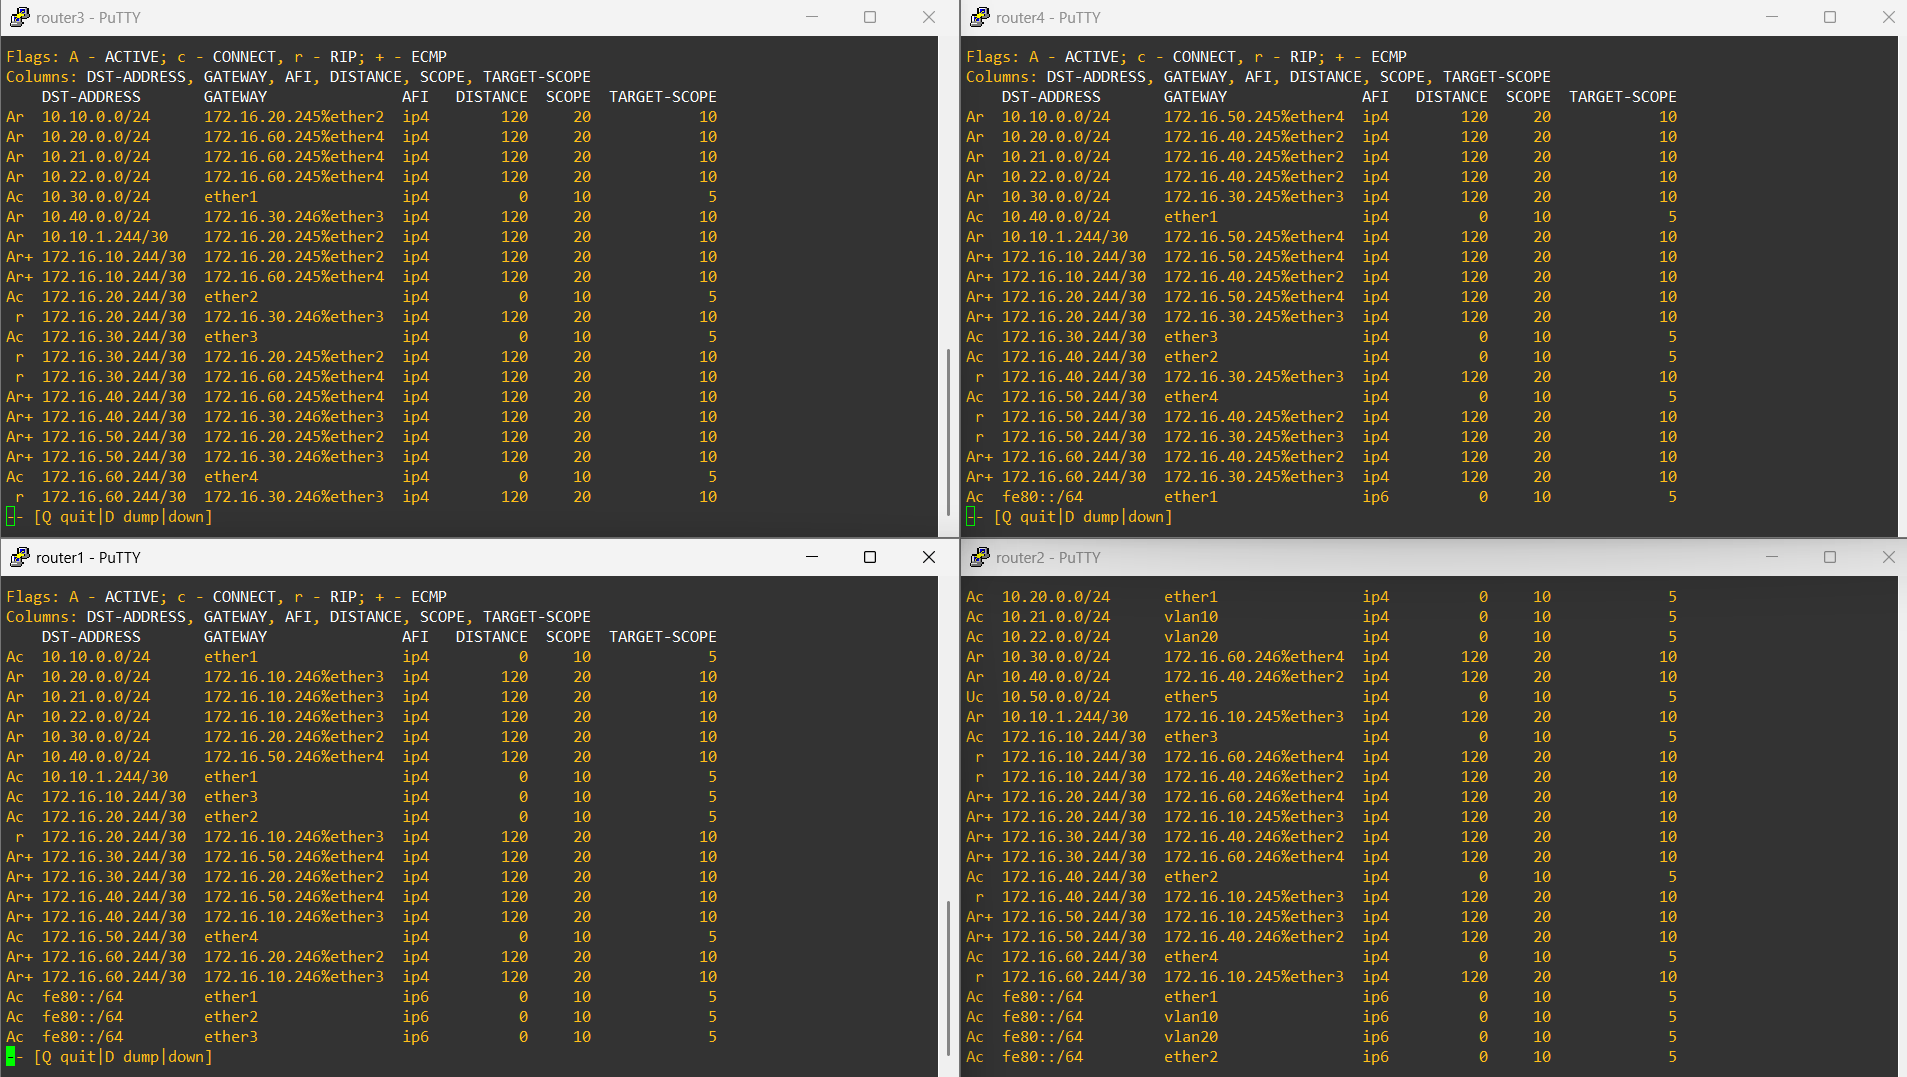 router3 - PuTTY
Flags: A - ACTIVE; c - CONNECT, r - RIP; + - ECMP
Columns: DST-ADDRESS, GATEWAY, AFI, DISTANCE, SCOPE, TARGET-SCOPE
DST-ADDRESS GATEWAY AFI DISTANCE SCOPE TARGET-SCOPE
Ar 10.10.0.0/24 172.16.20.245%ether2 ip4 120 20 10
Ar 10.20.0.0/24 172.16.60.245%ether4 ip4 120 20 10
Ar 10.21.0.0/24 172.16.60.245%ether4 ip4 120 20 10
Ar 10.22.0.0/24 172.16.60.245%ether4 ip4 120 20 10
Ac 10.30.0.0/24 ether1 ip4 0 10 5
Ar 10.40.0.0/24 172.16.30.246%ether3 ip4 120 20 10
Ar 10.10.1.244/30 172.16.20.245%ether2 ip4 120 20 10
Ar+ 172.16.10.244/30 172.16.20.245%ether2 ip4 120 20 10
Ar+ 172.16.10.244/30 172.16.60.245%ether4 ip4 120 20 10
Ac 172.16.20.244/30 ether2 ip4 0 10 5
r 172.16.20.244/30 172.16.30.246%ether3 ip4 120 20 10
Ac 172.16.30.244/30 ether3 ip4 0 10 5
r 172.16.30.244/30 172.16.20.245%ether2 ip4 120 20 10
r 172.16.30.244/30 172.16.60.245%ether4 ip4 120 20 10
Ar+ 172.16.40.244/30 172.16.60.245%ether4 ip4 120 20 10
Ar+ 172.16.40.244/30 172.16.30.246%ether3 ip4 120 20 10
Ar+ 172.16.50.244/30 172.16.20.245%ether2 ip4 120 20 10
Ar+ 172.16.50.244/30 172.16.30.246%ether3 ip4 120 20 10
Ac 172.16.60.244/30 ether4 ip4 0 10 5
r 172.16.60.244/30 172.16.30.246%ether3 ip4 120 20 10
-- [Q quit|D dump|down]
router4 - PuTTY
Flags: A - ACTIVE; c - CONNECT, r - RIP; + - ECMP
Columns: DST-ADDRESS, GATEWAY, AFI, DISTANCE, SCOPE, TARGET-SCOPE
DST-ADDRESS GATEWAY AFI DISTANCE SCOPE TARGET-SCOPE
Ar 10.10.0.0/24 172.16.50.245%ether4 ip4 120 20 10
Ar 10.20.0.0/24 172.16.40.245%ether2 ip4 120 20 10
Ar 10.21.0.0/24 172.16.40.245%ether2 ip4 120 20 10
Ar 10.22.0.0/24 172.16.40.245%ether2 ip4 120 20 10
Ar 10.30.0.0/24 172.16.30.245%ether3 ip4 120 20 10
Ac 10.40.0.0/24 ether1 ip4 0 10 5
Ar 10.10.1.244/30 172.16.50.245%ether4 ip4 120 20 10
Ar+ 172.16.10.244/30 172.16.50.245%ether4 ip4 120 20 10
Ar+ 172.16.10.244/30 172.16.40.245%ether2 ip4 120 20 10
Ar+ 172.16.20.244/30 172.16.50.245%ether4 ip4 120 20 10
Ar+ 172.16.20.244/30 172.16.30.245%ether3 ip4 120 20 10
Ac 172.16.30.244/30 ether3 ip4 0 10 5
Ac 172.16.40.244/30 ether2 ip4 0 10 5
r 172.16.40.244/30 172.16.30.245%ether3 ip4 120 20 10
Ac 172.16.50.244/30 ether4 ip4 0 10 5
r 172.16.50.244/30 172.16.40.245%ether2 ip4 120 20 10
r 172.16.50.244/30 172.16.30.245%ether3 ip4 120 20 10
Ar+ 172.16.60.244/30 172.16.40.245%ether2 ip4 120 20 10
Ar+ 172.16.60.244/30 172.16.30.245%ether3 ip4 120 20 10
Ac fe80::/64 ether1 ip6 0 10 5
-- [Q quit|D dump|down]
router1 - PuTTY
Flags: A - ACTIVE; c - CONNECT, r - RIP; + - ECMP
Columns: DST-ADDRESS, GATEWAY, AFI, DISTANCE, SCOPE, TARGET-SCOPE
DST-ADDRESS GATEWAY AFI DISTANCE SCOPE TARGET-SCOPE
Ac 10.10.0.0/24 ether1 ip4 0 10 5
Ar 10.20.0.0/24 172.16.10.246%ether3 ip4 120 20 10
Ar 10.21.0.0/24 172.16.10.246%ether3 ip4 120 20 10
Ar 10.22.0.0/24 172.16.10.246%ether3 ip4 120 20 10
Ar 10.30.0.0/24 172.16.20.246%ether2 ip4 120 20 10
Ar 10.40.0.0/24 172.16.50.246%ether4 ip4 120 20 10
Ac 10.10.1.244/30 ether1 ip4 0 10 5
Ac 172.16.10.244/30 ether3 ip4 0 10 5
Ac 172.16.20.244/30 ether2 ip4 0 10 5
r 172.16.20.244/30 172.16.10.246%ether3 ip4 120 20 10
Ar+ 172.16.30.244/30 172.16.50.246%ether4 ip4 120 20 10
Ar+ 172.16.30.244/30 172.16.20.246%ether2 ip4 120 20 10
Ar+ 172.16.40.244/30 172.16.50.246%ether4 ip4 120 20 10
Ar+ 172.16.40.244/30 172.16.10.246%ether3 ip4 120 20 10
Ac 172.16.50.244/30 ether4 ip4 0 10 5
Ar+ 172.16.60.244/30 172.16.20.246%ether2 ip4 120 20 10
Ar+ 172.16.60.244/30 172.16.10.246%ether3 ip4 120 20 10
Ac fe80::/64 ether1 ip6 0 10 5
Ac fe80::/64 ether2 ip6 0 10 5
Ac fe80::/64 ether3 ip6 0 10 5
-- [Q quit|D dump|down]
router2 - PuTTY
Ac 10.20.0.0/24 ether1 ip4 0 10 5
Ac 10.21.0.0/24 vlan10 ip4 0 10 5
Ac 10.22.0.0/24 vlan20 ip4 0 10 5
Ar 10.30.0.0/24 172.16.60.246%ether4 ip4 120 20 10
Ar 10.40.0.0/24 172.16.40.246%ether2 ip4 120 20 10
Uc 10.50.0.0/24 ether5 ip4 0 10 5
Ar 10.10.1.244/30 172.16.10.245%ether3 ip4 120 20 10
Ac 172.16.10.244/30 ether3 ip4 0 10 5
r 172.16.10.244/30 172.16.60.246%ether4 ip4 120 20 10
r 172.16.10.244/30 172.16.40.246%ether2 ip4 120 20 10
Ar+ 172.16.20.244/30 172.16.60.246%ether4 ip4 120 20 10
Ar+ 172.16.20.244/30 172.16.10.245%ether3 ip4 120 20 10
Ar+ 172.16.30.244/30 172.16.40.246%ether2 ip4 120 20 10
Ar+ 172.16.30.244/30 172.16.60.246%ether4 ip4 120 20 10
Ac 172.16.40.244/30 ether2 ip4 0 10 5
r 172.16.40.244/30 172.16.10.245%ether3 ip4 120 20 10
Ar+ 172.16.50.244/30 172.16.10.245%ether3 ip4 120 20 10
Ar+ 172.16.50.244/30 172.16.40.246%ether2 ip4 120 20 10
Ac 172.16.60.244/30 ether4 ip4 0 10 5
r 172.16.60.244/30 172.16.10.245%ether3 ip4 120 20 10
Ac fe80::/64 ether1 ip6 0 10 5
Ac fe80::/64 vlan10 ip6 0 10 5
Ac fe80::/64 vlan20 ip6 0 10 5
Ac fe80::/64 ether2 ip6 0 10 5